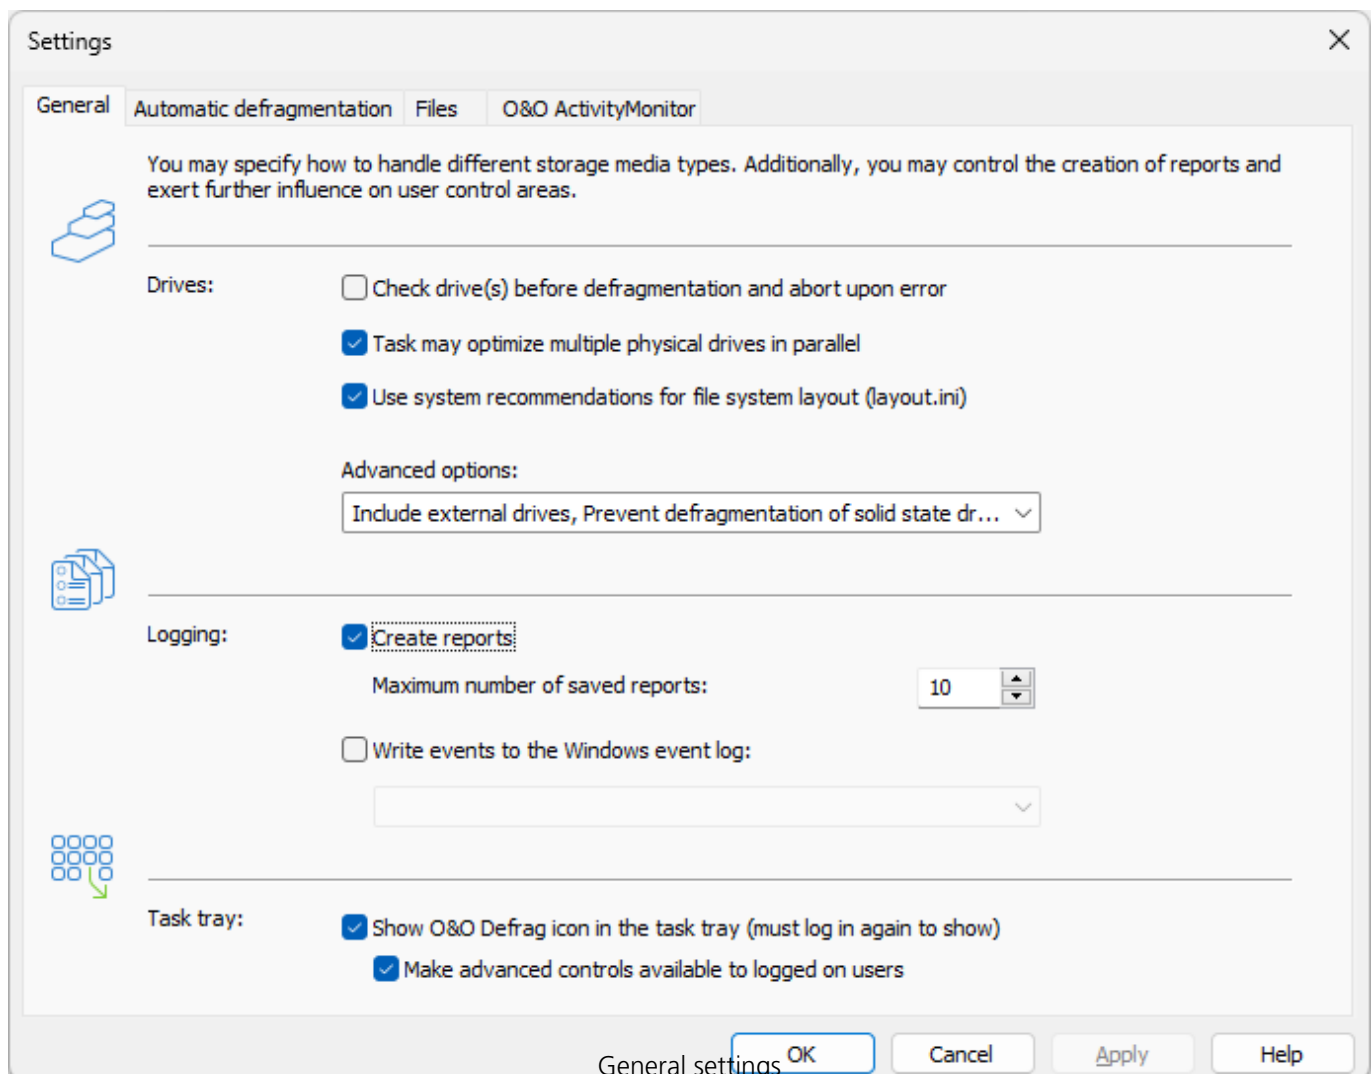 Settings
General
Automatic defragmentation
Files
O&O ActivityMonitor
You may specify how to handle different storage media types. Additionally, you may control the creation of reports and
exert further influence on user control areas.
Drives:
Check drive(s) before defragmentation and abort upon error
Task may optimize multiple physical drives in parallel
Use system recommendations for file system layout (layout.ini)
Advanced options:
Include external drives, Prevent defragmentation of solid state dr...
Logging:
Create reports
Maximum number of saved reports:
10
Write events to the Windows event log:
Task tray:
Show O&O Defrag icon in the task tray (must log in again to show)
Make advanced controls available to logged on users
OK
Cancel
Apply
Help
General settings